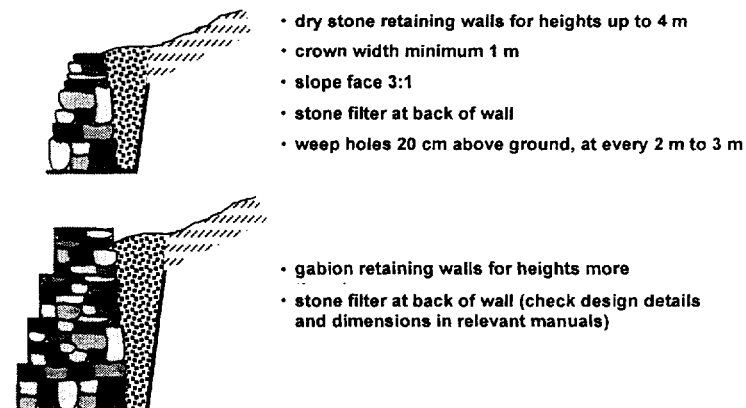 • dry stone retaining walls for heights up to 4 m
• crown width minimum 1 m
• slope face 3:1
• stone filter at back of wall
• weep holes 20 cm above ground, at every 2 m to 3 m
• gabion retaining walls for heights more
• stone filter at back of wall (check design details
and dimensions in relevant manuals)